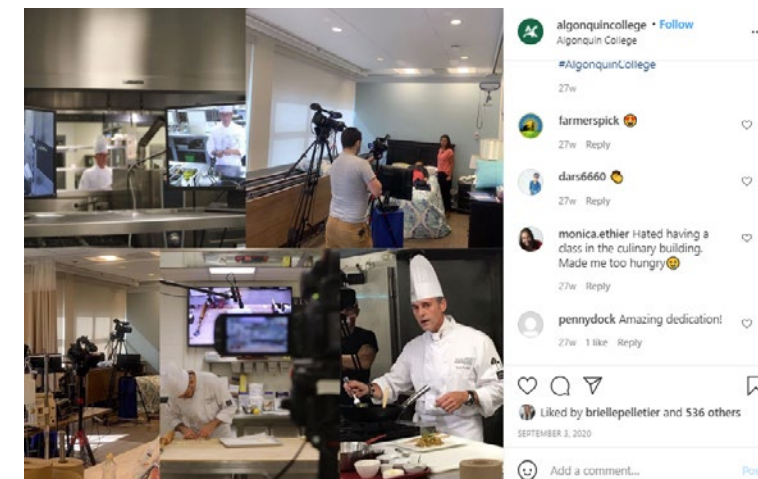 algonquincollege • Follow
Algonquin College
#AlgonquinCollege
27w
farmerspick 😍
27w Reply
dars6660 👏
27w Reply
monica.ethier Hated having a
class in the culinary building.
Made me too hungry😀
27w Reply
pennydock Amazing dedication!
27w 1 like Reply
Liked by briellepelletier and 536 others
SEPTEMBER 3, 2020
Add a comment...